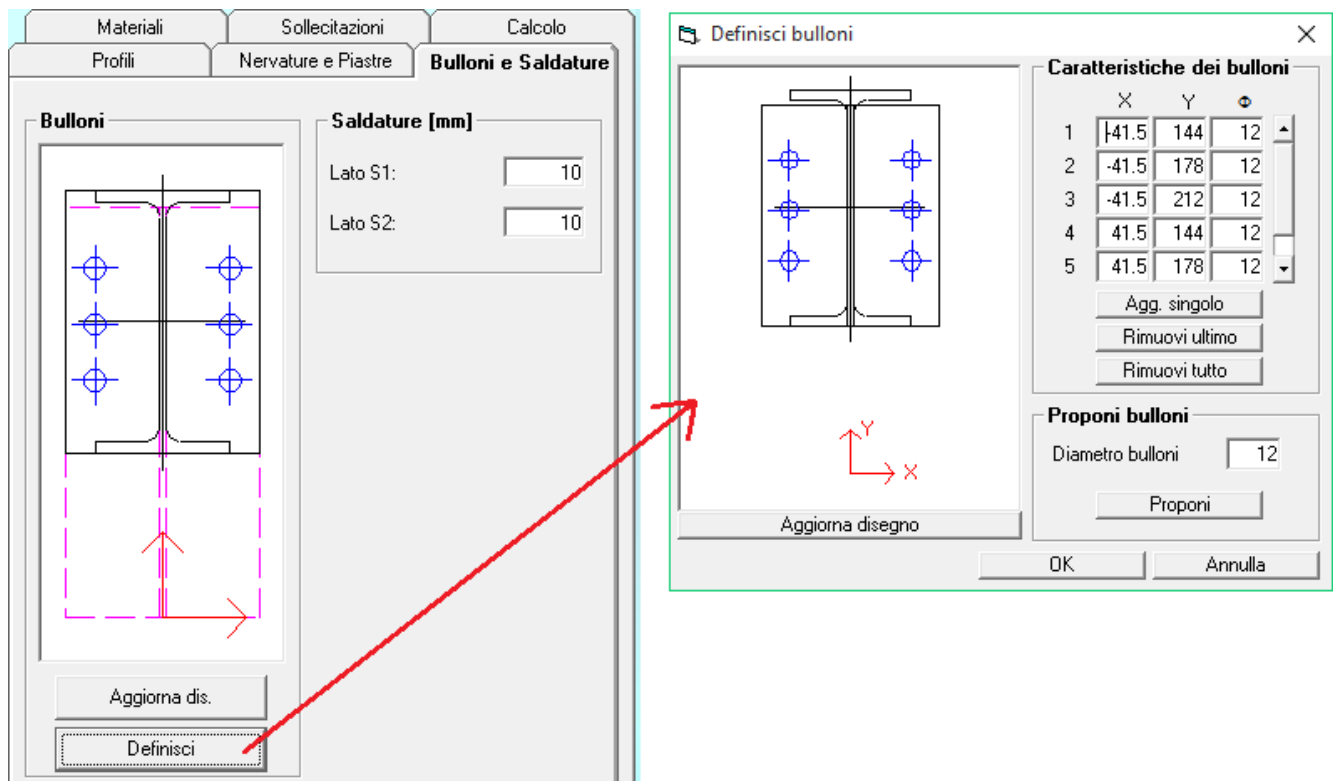 Materiali
Sollecitazioni
Calcolo
Profili
Nervature e Piastre
Bulloni e Saldature
Bulloni
Saldature [mm]
Lato S1:
10
Lato S2:
10
Aggiorna dis.
Definisci
Definisci bulloni
Caratteristiche dei bulloni
X Y Φ
1 -41.5 144 12
2 -41.5 178 12
3 -41.5 212 12
4 41.5 144 12
5 41.5 178 12
Agg. singolo
Rimuovi ultimo
Rimuovi tutto
Y
X
Aggiorna disegno
Proponi bulloni
Diametro bulloni 12
Proponi
OK
Annulla